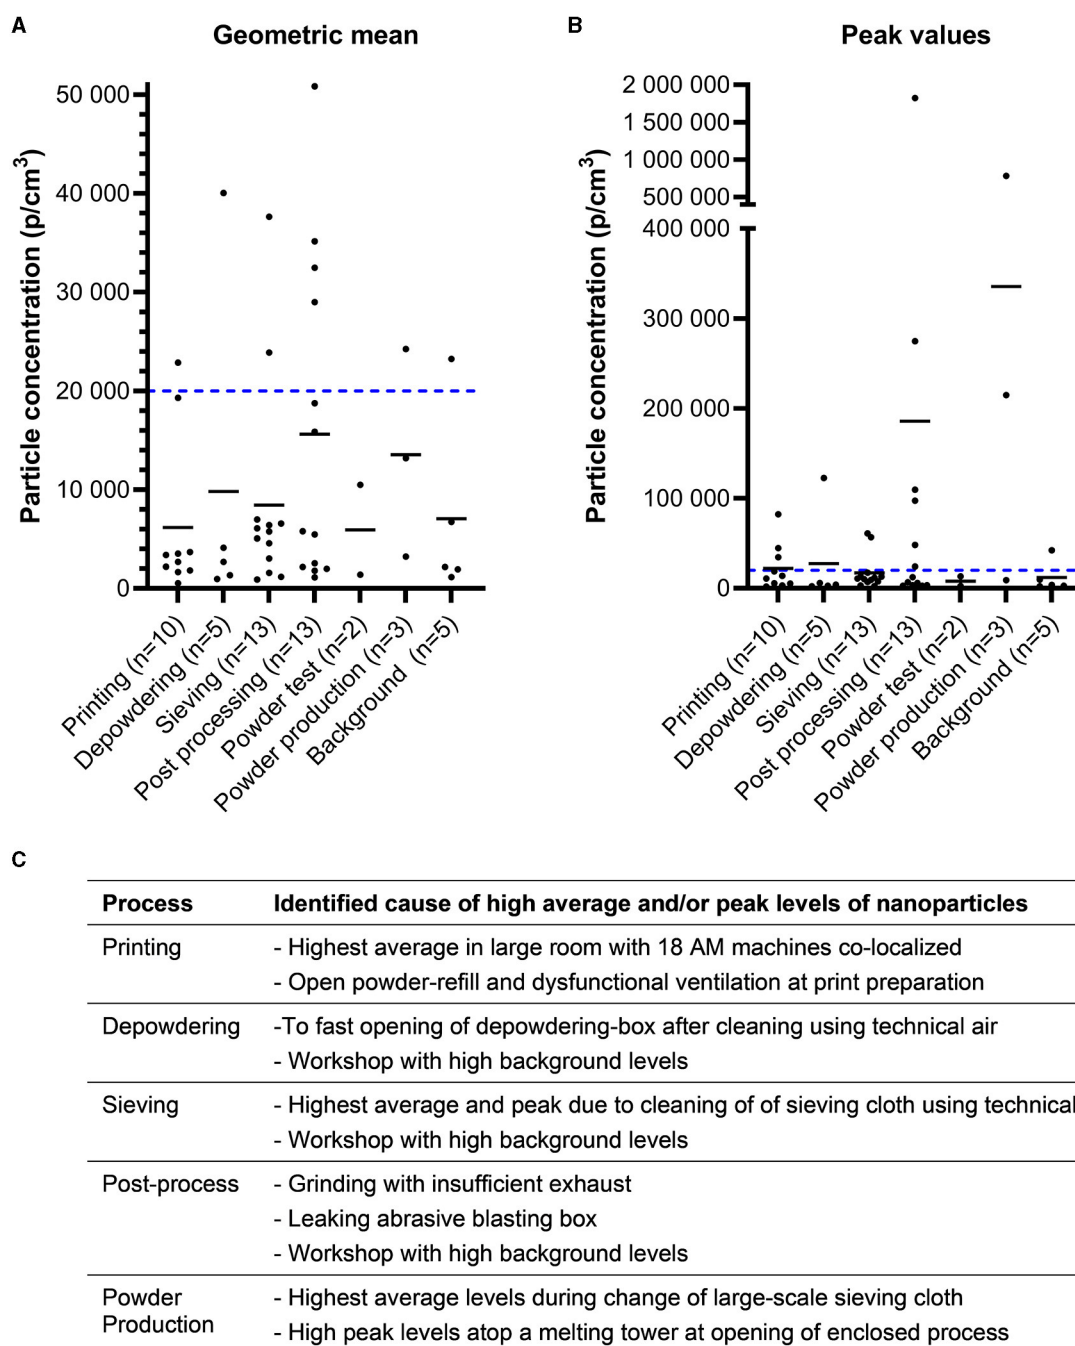 A
Geometric mean
Particle concentration (p/cm³)
50 000
40 000
30 000
20 000
10 000
0
Printing (n=10)
Depowdering (n=5)
Sieving (n=13)
Post processing (n=13)
Powder test (n=2)
Powder production (n=3)
Background (n=5)
B
Peak values
Particle concentration (p/cm³)
2 000 000
1 500 000
1 000 000
500 000
400 000
300 000
200 000
100 000
0
Printing (n=10)
Depowdering (n=5)
Sieving (n=13)
Post processing (n=13)
Powder test (n=2)
Powder production (n=3)
Background (n=5)
C
Process Identified cause of high average and/or peak levels of nanoparticles
Printing - Highest average in large room with 18 AM machines co-localized
- Open powder-refill and dysfunctional ventilation at print preparation
Depowdering -To fast opening of depowdering-box after cleaning using technical air
- Workshop with high background levels
Sieving - Highest average and peak due to cleaning of of sieving cloth using technical
- Workshop with high background levels
Post-process - Grinding with insufficient exhaust
- Leaking abrasive blasting box
- Workshop with high background levels
Powder - Highest average levels during change of large-scale sieving cloth
Production - High peak levels atop a melting tower at opening of enclosed process